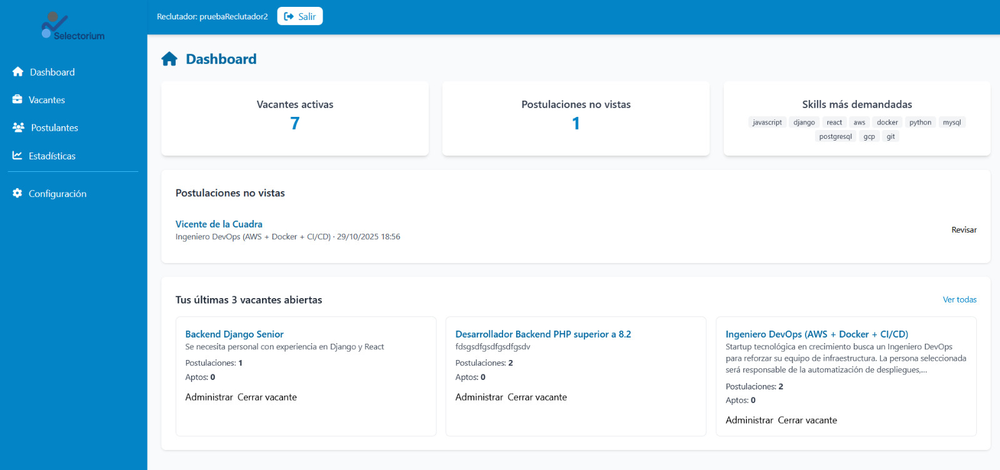 Selectorium
Reclutador: pruebaReclutador2
Salir
Dashboard
Vacantes
Postulantes
Estadísticas
Configuración
Dashboard
Vacantes activas
7
Postulaciones no vistas
1
Skills más demandadas
javascript django react aws docker python mysql
postgresql gcp git
Postulaciones no vistas
Vicente de la Cuadra
Ingeniero DevOps (AWS + Docker + CI/CD) · 29/10/2025 18:56
Revisar
Tus últimas 3 vacantes abiertas
Ver todas
Backend Django Senior
Se necesita personal con experiencia en Django y React
Postulaciones: 1
Aptos: 0
Administrar Cerrar vacante
Desarrollador Backend PHP superior a 8.2
fdsgsdfgsdfgsdfgsdv
Postulaciones: 2
Aptos: 0
Administrar Cerrar vacante
Ingeniero DevOps (AWS + Docker + CI/CD)
Startup tecnológica en crecimiento busca un Ingeniero DevOps
para reforzar su equipo de infraestructura. La persona seleccionada
será responsable de la automatización de despliegues,...
Postulaciones: 2
Aptos: 0
Administrar Cerrar vacante